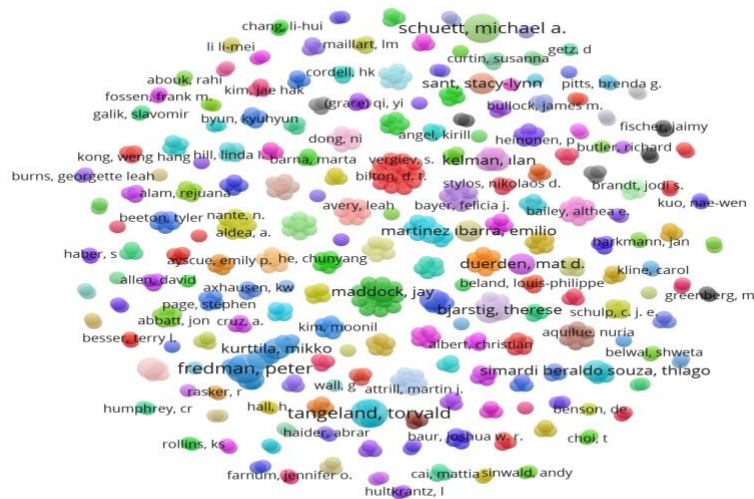 chang, li-hui
schuett, michael a.
li li-mei
maillart, lm
curtin, susanna
getz, d
abouk, rahi
cordell, hk
kim, jae hak
sant, stacy-lynn
pitts, brenda g.
fossen, frank m.
(grace) qi, yi
bullock, james m.
galik, slavomir
byun, kyuhyun
angel, kirill
heinonen, p.
fischer, jaimy
dong, ni
butler, richard
kong, weng hang
hill, linda l.
barna, marta
vergiev, s.
kelman, ilan
burns, georgette leah
bilton, d. t.
stylos, nikolaos d.
brandt, jodi s.
alam, rejuana
avery, leah
bayer, felicia j.
kuo, nae-wen
beeton, tyler
nante, n.
bailey, althea e.
aldea, a.
martinez ibarra, emilio
haber, s
ayscue, emily p.
he, chunyang
barkmann, jan
duerden, mat d.
kline, carol
allen, david
axhausen, kw
maddock, jay
beland, louis-philippe
greenberg, m
page, stephen
bjarstig, therese
schulp, c. j. e.
abbatt, jon
cruz, a.
kim, moonil
aquilue, nuria
besser, terry l.
kurttila, mikko
albert, christian
belwal, shweta
fredman, peter
simardi beraldo souza, thiago
rasker, r
wall, g
attrill, martin j.
humphrey, cr
hall, h
tangeland, torvald
benson, de
rollins, ks
haider, abrar
baur, joshua w. r.
choi, t
farnum, jennifer o.
cai, mattia
sinwald, andy
hultkrantz, l